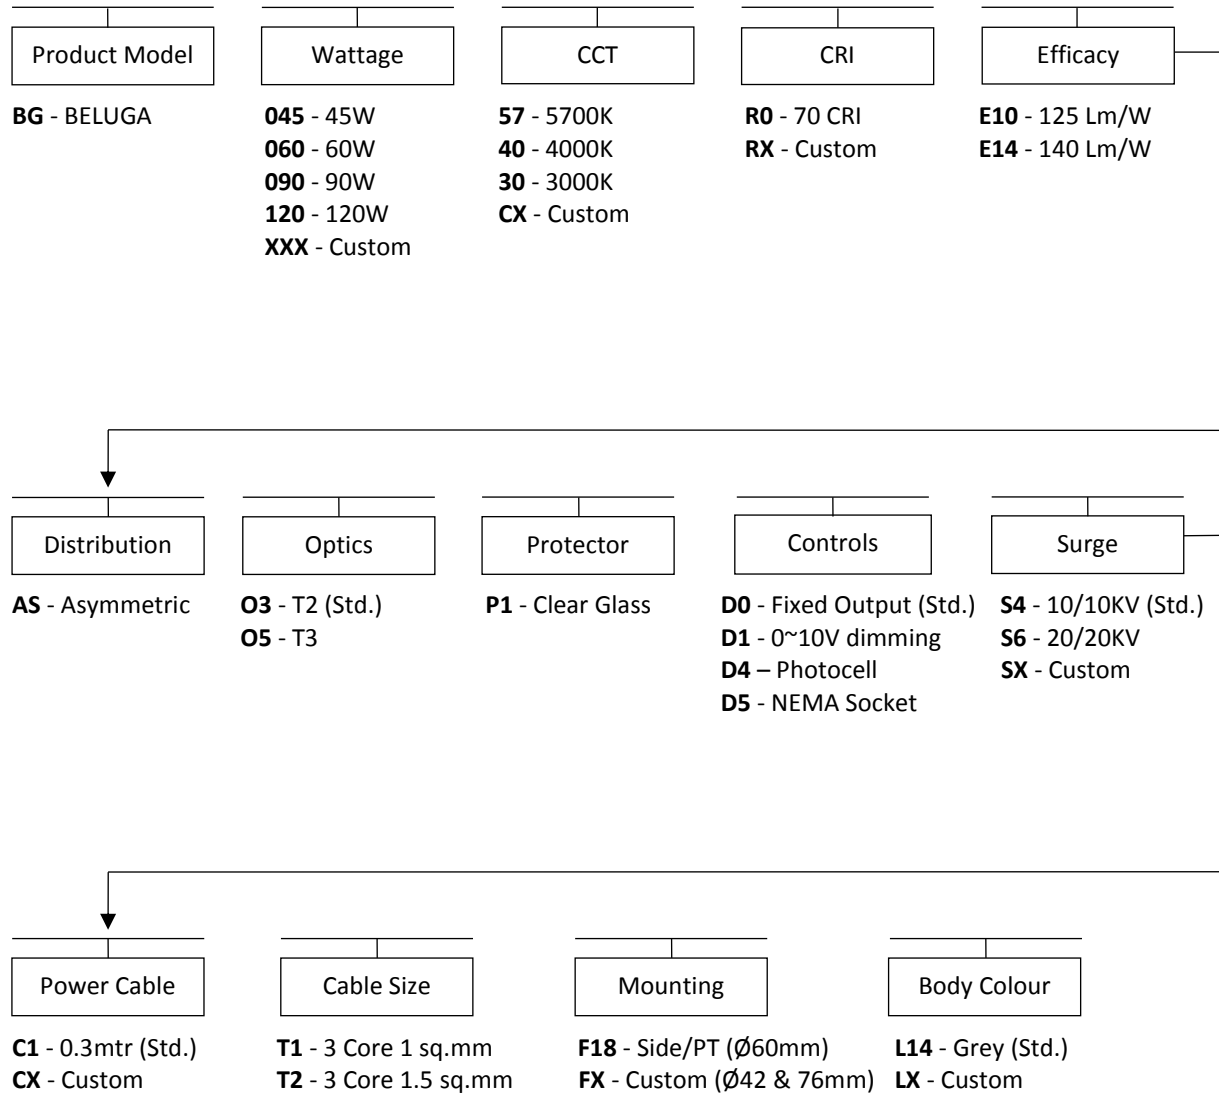 Product Model
Wattage
CCT
CRI
Efficacy
BG - BELUGA
045 - 45W
060 - 60W
090 - 90W
120 - 120W
XXX - Custom
57 - 5700K
40 - 4000K
30 - 3000K
CX - Custom
R0 - 70 CRI
RX - Custom
E10 - 125 Lm/W
E14 - 140 Lm/W
Distribution
Optics
Protector
Controls
Surge
AS - Asymmetric
O3 - T2 (Std.)
O5 - T3
P1 - Clear Glass
D0 - Fixed Output (Std.)
D1 - 0~10V dimming
D4 – Photocell
D5 - NEMA Socket
S4 - 10/10KV (Std.)
S6 - 20/20KV
SX - Custom
Power Cable
Cable Size
Mounting
Body Colour
C1 - 0.3mtr (Std.)
CX - Custom
T1 - 3 Core 1 sq.mm
T2 - 3 Core 1.5 sq.mm
F18 - Side/PT (Ø60mm)
FX - Custom (Ø42 & 76mm)
L14 - Grey (Std.)
LX - Custom